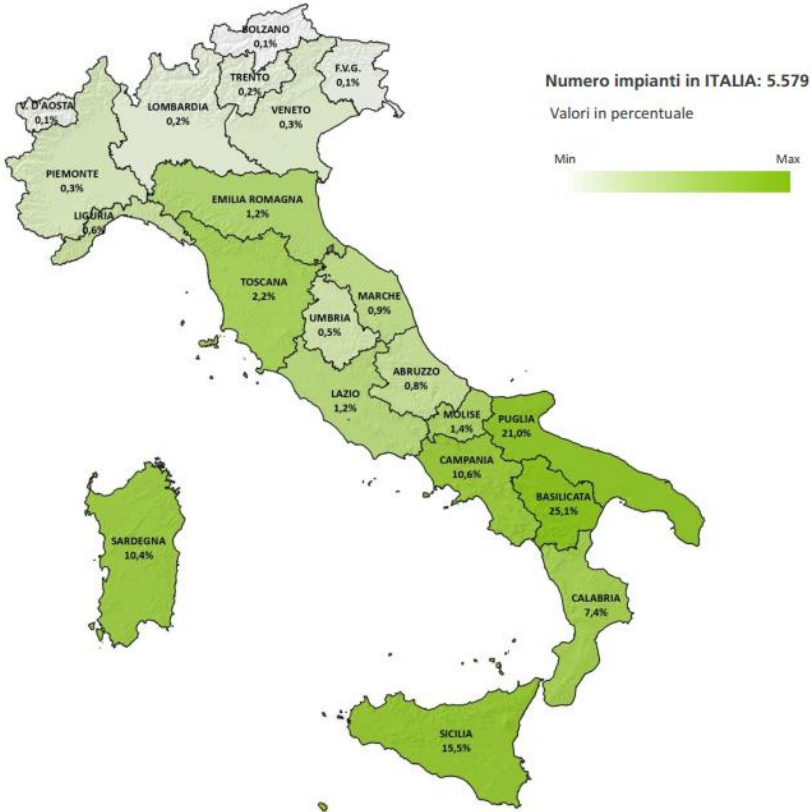 BOLZANO
0,1%
F.V.G.
0,1%
TRENTO
0,2%
V. D'AOSTA
0,1%
LOMBARDIA
0,2%
VENETO
0,3%
PIEMONTE
0,3%
LIGURIA
0,6%
EMILIA ROMAGNA
1,2%
TOSCANA
2,2%
MARCHE
0,9%
UMBRIA
0,5%
ABRUZZO
0,8%
LAZIO
1,2%
MOLISE
1,4%
PUGLIA
21,0%
CAMPANIA
10,6%
BASILICATA
25,1%
SARDEGNA
10,4%
CALABRIA
7,4%
SICILIA
15,5%
Numero impianti in ITALIA: 5.579
Valori in percentuale
Min Max